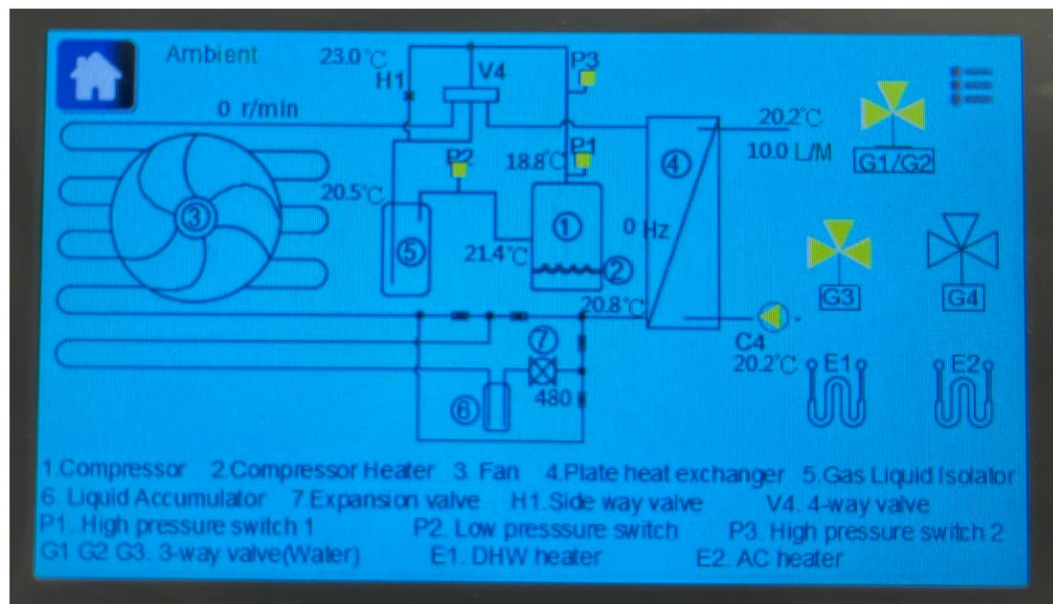 Ambient 23.0℃
H1 V4 P3
0 r/min
20.2℃
10.0 L/M
G1/G2
P2 18.8℃ P1 ④
20.5℃
③ ⑤ ① 0 Hz
21.4℃ ②
20.8℃
G3 G4
⑦ C4
20.2℃ E1 E2
⑥ 480
1.Compressor 2.Compressor Heater 3. Fan 4.Plate heat exchanger 5.Gas Liquid Isolator
6. Liquid Accumulator 7.Expansion valve H1.Side way valve V4. 4-way valve
P1. High pressure switch 1 P2. Low presssure switch P3. High pressure switch 2
G1 G2 G3. 3-way valve(Water) E1. DHW heater E2. AC heater